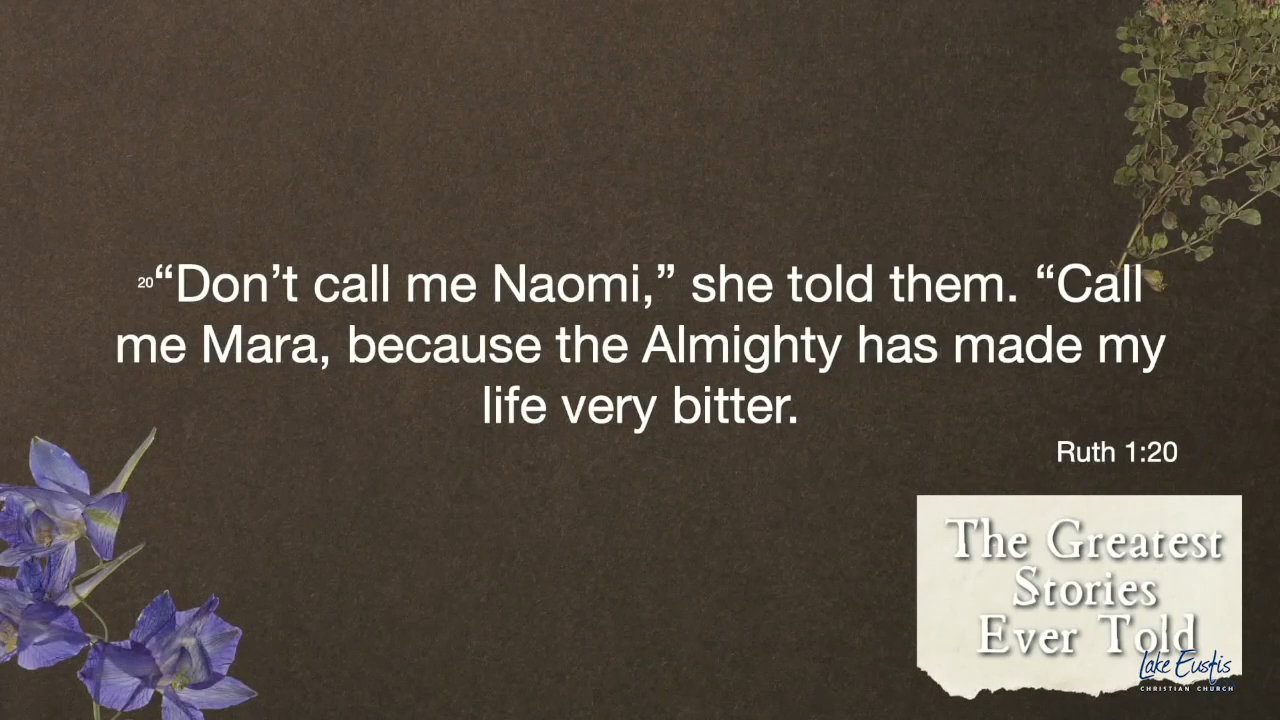 20“Don’t call me Naomi,” she told them. “Call
me Mara, because the Almighty has made my
life very bitter.
Ruth 1:20
The Greatest
Stories
Ever Told
Lake Eustis
CHRISTIAN CHURCH